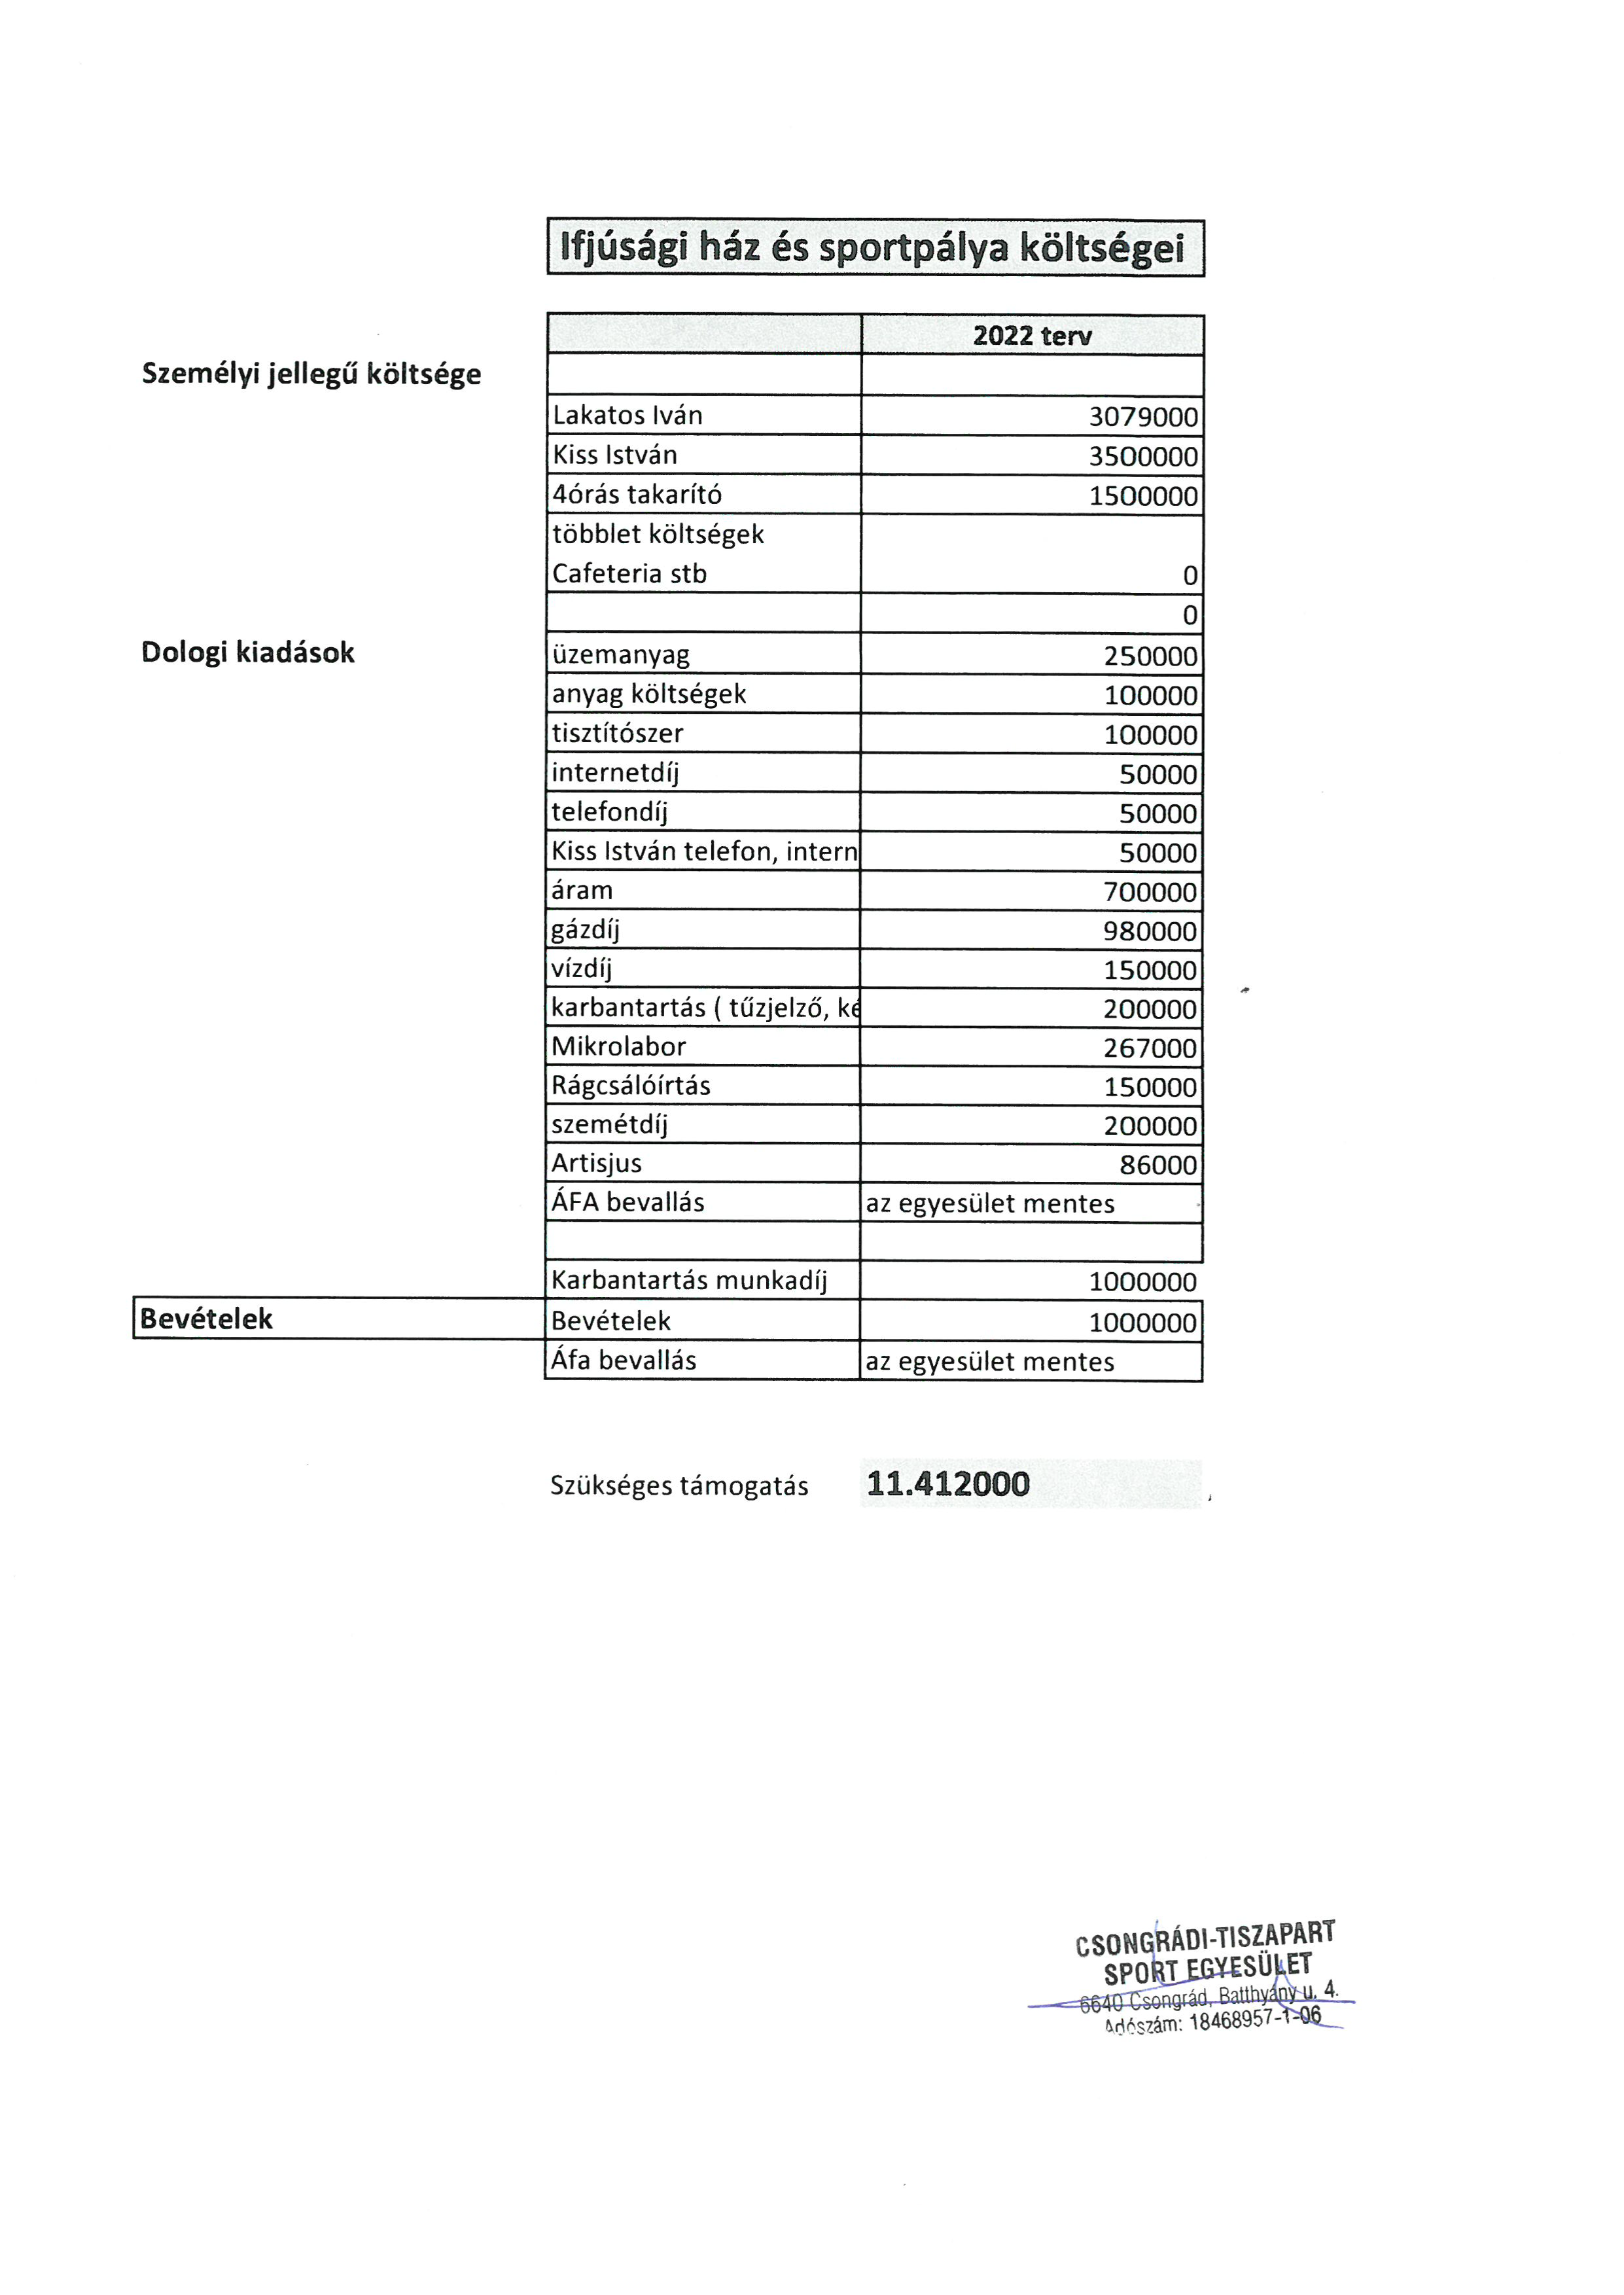 Ifjúsági ház és sportpálya költségei
2022 terv
Személyi jellegű költsége
Lakatos Iván 3079000
Kiss István 3500000
4órás takarító 1500000
többlet költségek
Cafeteria stb 0
0
Dologi kiadások üzemanyag 250000
anyag költségek 100000
tisztítószer 100000
internetdíj 50000
telefondíj 50000
Kiss István telefon, intern 50000
áram 700000
gázdíj 980000
vízdíj 150000
karbantartás ( tűzjelző, ké 200000
Mikrolabor 267000
Rágcsálóírtás 150000
szemétdíj 200000
Artisjus 86000
ÁFA bevallás az egyesület mentes
Karbantartás munkadíj 1000000
Bevételek Bevételek 1000000
Áfa bevallás az egyesület mentes
Szükséges támogatás 11.412000
CSONGRÁDI-TISZAPART
SPORT EGYESÜLET
6640 Csongrád, Batthyány u. 4.
Adószám: 18468957-1-06